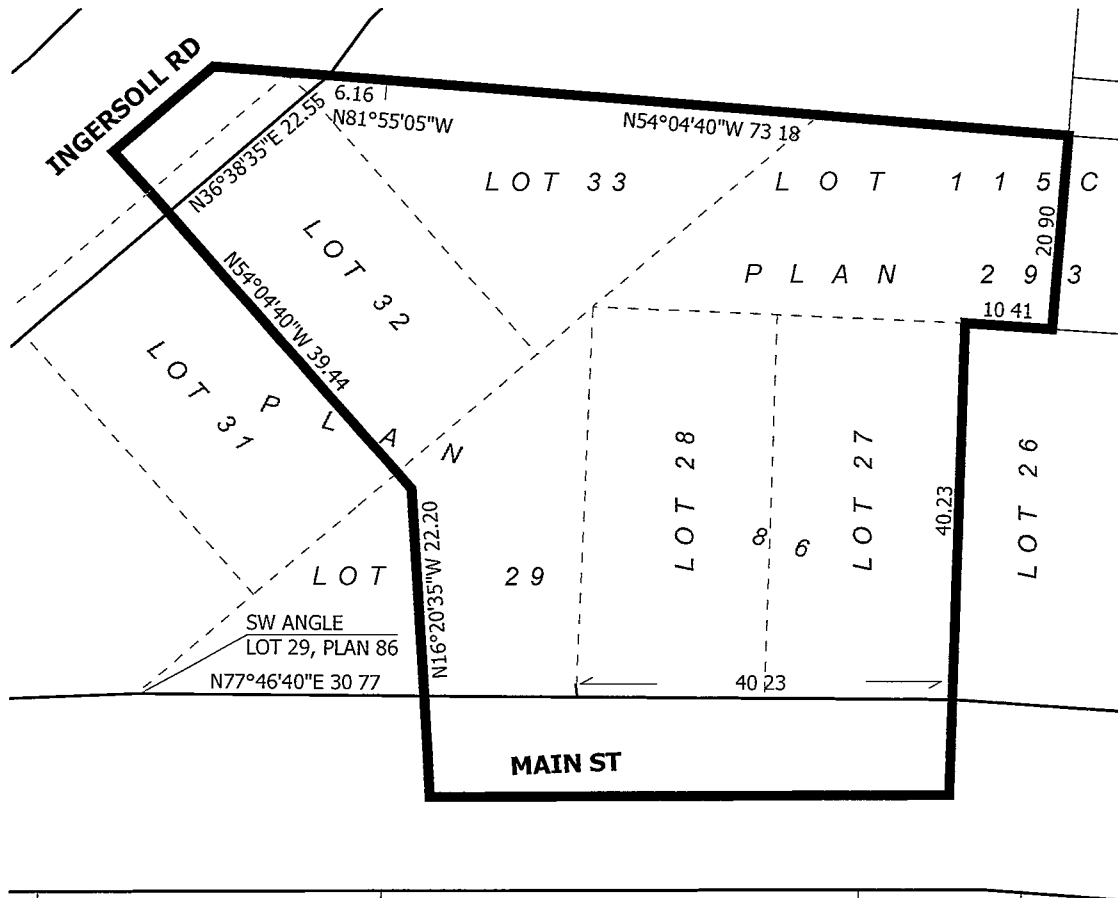 INGERSOLL RD
6.16
N81°55'05"W
N54°04'40"W 73 18
N36°38'35"E 22.55
LOT 33
LOT 115C
20 90
LOT 32
PLAN 293
10 41
N54°04'40"W 39.44
LOT 31
PLAN
LOT 28
LOT 27
LOT 26
40.23
86
N16°20'35"W 22.20
LOT 29
SW ANGLE
LOT 29, PLAN 86
N77°46'40"E 30 77
40 23
MAIN ST